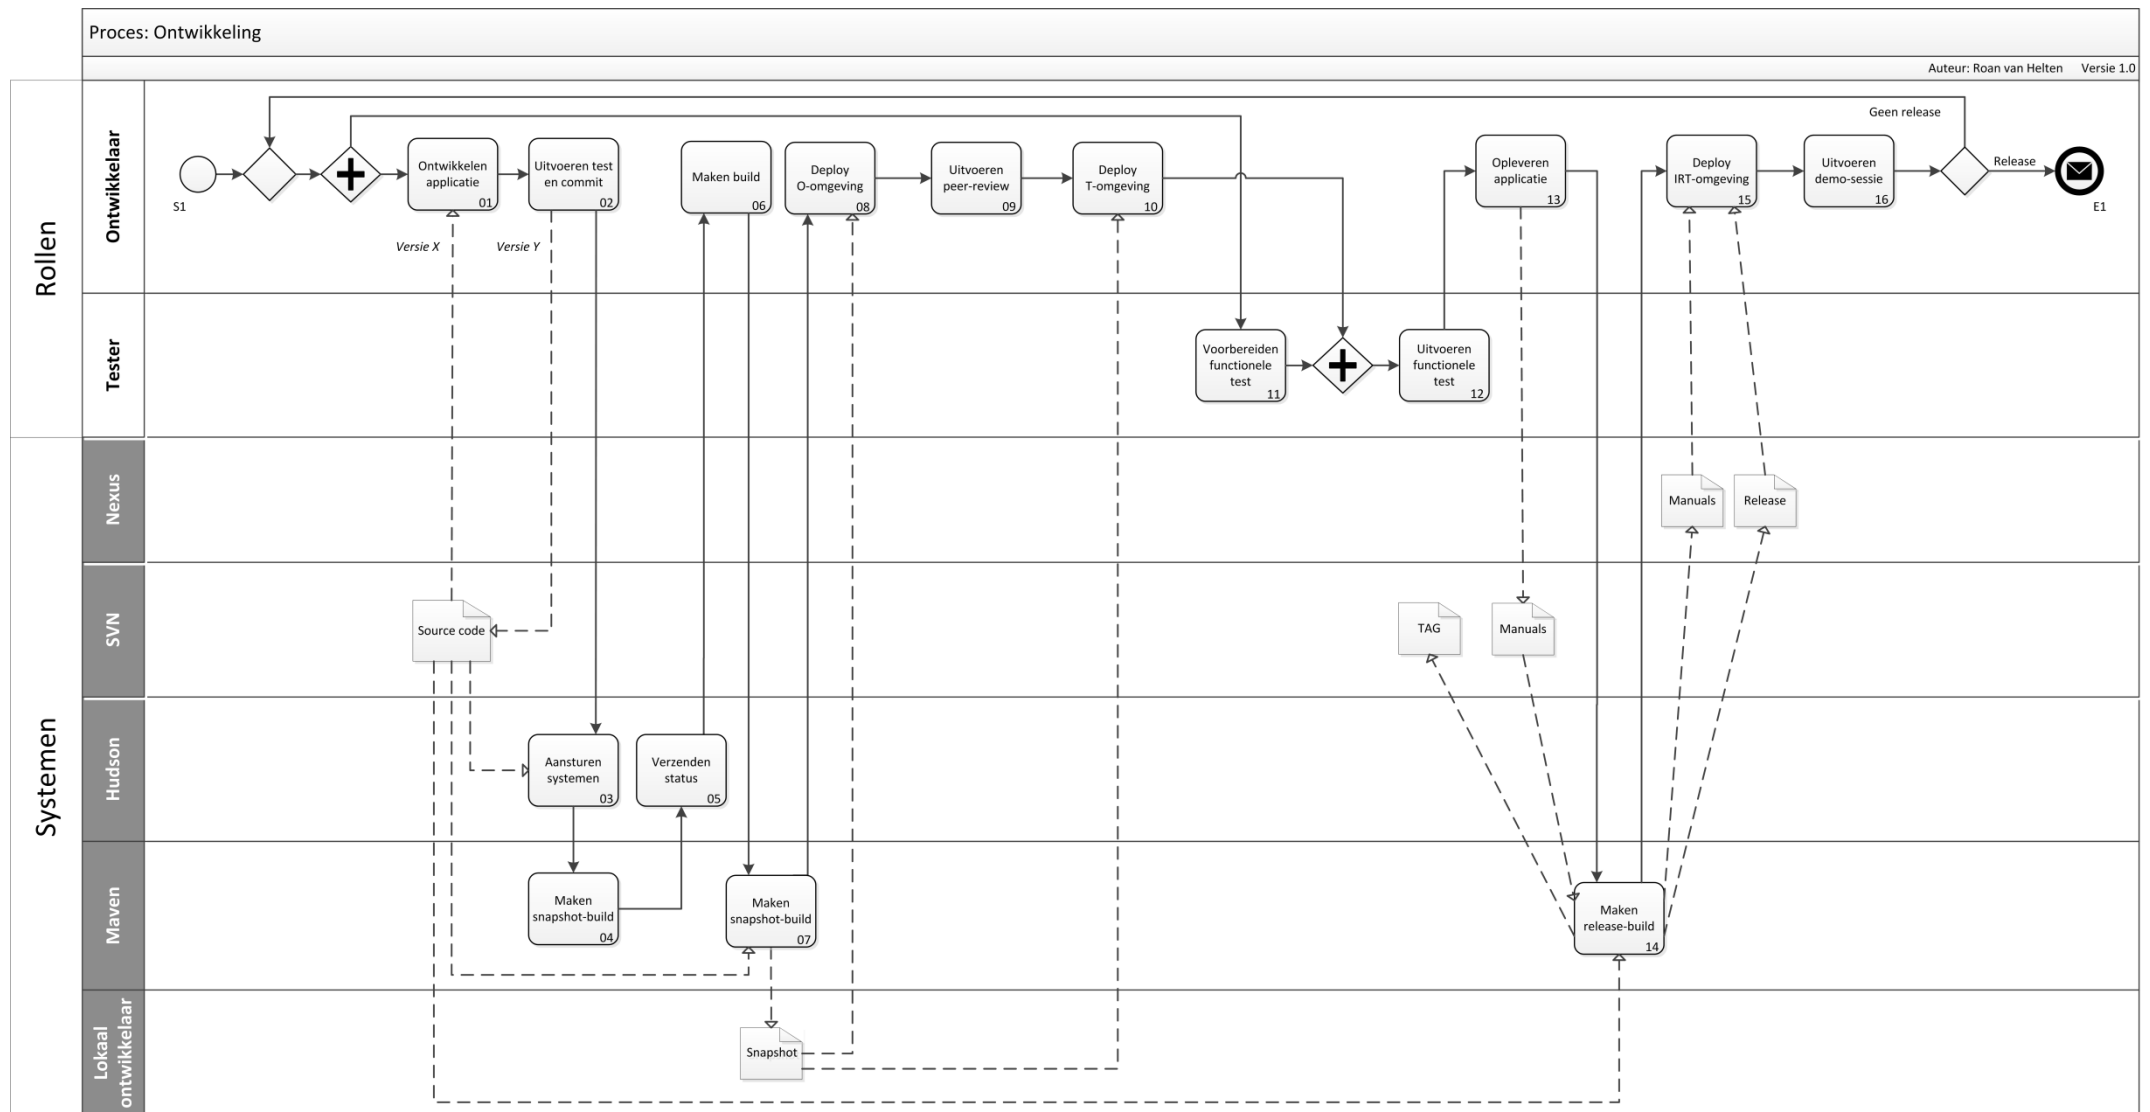 Proces: Ontwikkeling
Auteur: Roan van Helten Versie 1.0
Rollen
Ontwikkelaar
Geen release
S1
Ontwikkelen
applicatie
01
Uitvoeren test
en commit
02
Maken build
06
Deploy
O-omgeving
08
Uitvoeren
peer-review
09
Deploy
T-omgeving
10
Opleveren
applicatie
13
Deploy
IRT-omgeving
15
Uitvoeren
demo-sessie
16
Release
E1
Versie X
Versie Y
Tester
Voorbereiden
functionele
test
11
Uitvoeren
functionele
test
12
Systemen
Nexus
Manuals
Release
SVN
Source code
TAG
Manuals
Hudson
Aansturen
systemen
03
Verzenden
status
05
Maven
Maken
snapshot-build
04
Maken
snapshot-build
07
Maken
release-build
14
Lokaal
ontwikkelaar
Snapshot